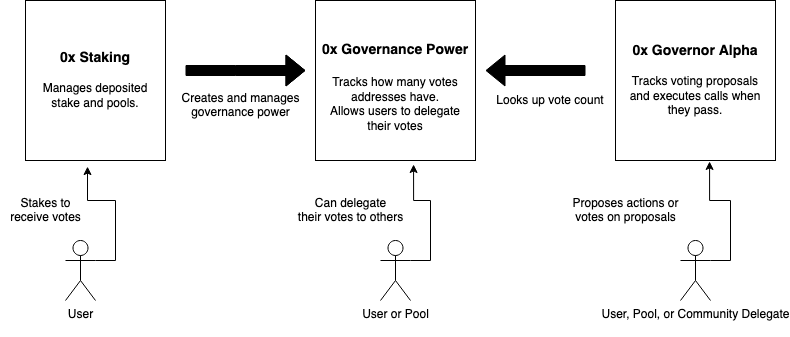 0x Staking
Manages deposited
stake and pools.
Creates and manages
governance power
0x Governance Power
Tracks how many votes
addresses have.
Allows users to delegate
their votes
Looks up vote count
0x Governor Alpha
Tracks voting proposals
and executes calls when
they pass.
Stakes to
receive votes
User
Can delegate
their votes to others
User or Pool
Proposes actions or
votes on proposals
User, Pool, or Community Delegate